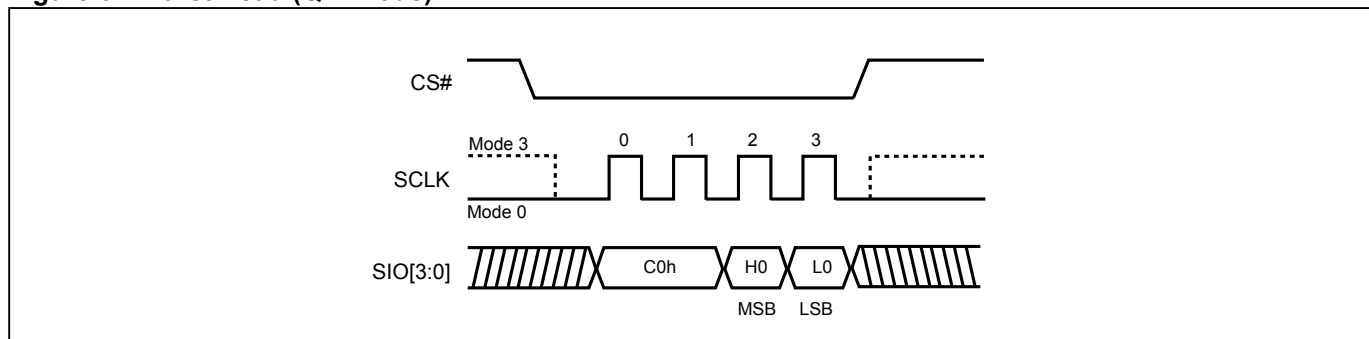 CS#
Mode 3
0 1 2 3
SCLK
Mode 0
SIO[3:0]
C0h H0 L0
MSB LSB